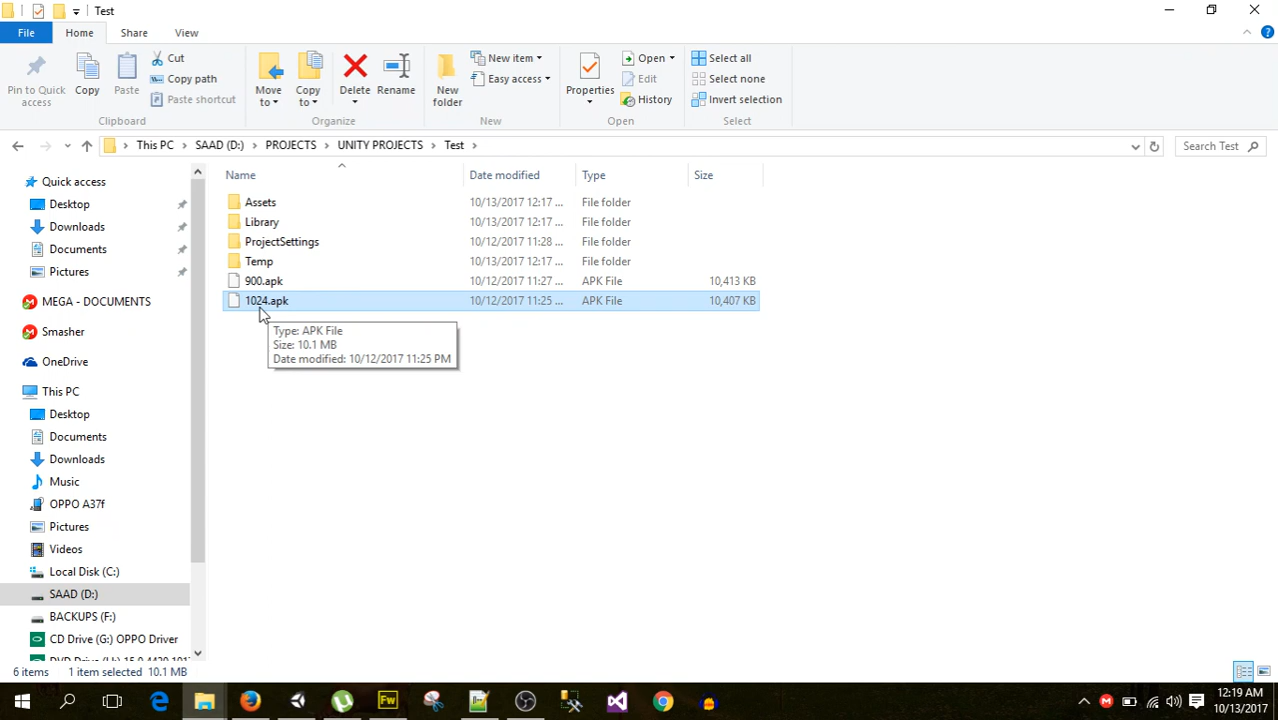 Test
File Home Share View
Pin to Quick access
Copy
Paste
Cut
Copy path
Paste shortcut
Clipboard
Move to
Copy to
Delete
Rename
Organize
New folder
New item
Easy access
New
Properties
Open
Edit
History
Open
Select all
Select none
Invert selection
Select
This PC > SAAD (D:) > PROJECTS > UNITY PROJECTS > Test >
Search Test
Name Date modified Type Size
Assets 10/13/2017 12:17 ... File folder
Library 10/13/2017 12:17 ... File folder
ProjectSettings 10/12/2017 11:28 ... File folder
Temp 10/13/2017 12:17 ... File folder
900.apk 10/12/2017 11:27 ... APK File 10,413 KB
1024.apk 10/12/2017 11:25 ... APK File 10,407 KB
Type: APK File
Size: 10.1 MB
Date modified: 10/12/2017 11:25 PM
Quick access
Desktop
Downloads
Documents
Pictures
MEGA - DOCUMENTS
Smasher
OneDrive
This PC
Desktop
Documents
Downloads
Music
OPPO A37f
Pictures
Videos
Local Disk (C:)
SAAD (D:)
BACKUPS (F:)
CD Drive (G:) OPPO Driver
6 items 1 item selected 10.1 MB
Fw
12:19 AM
10/13/2017